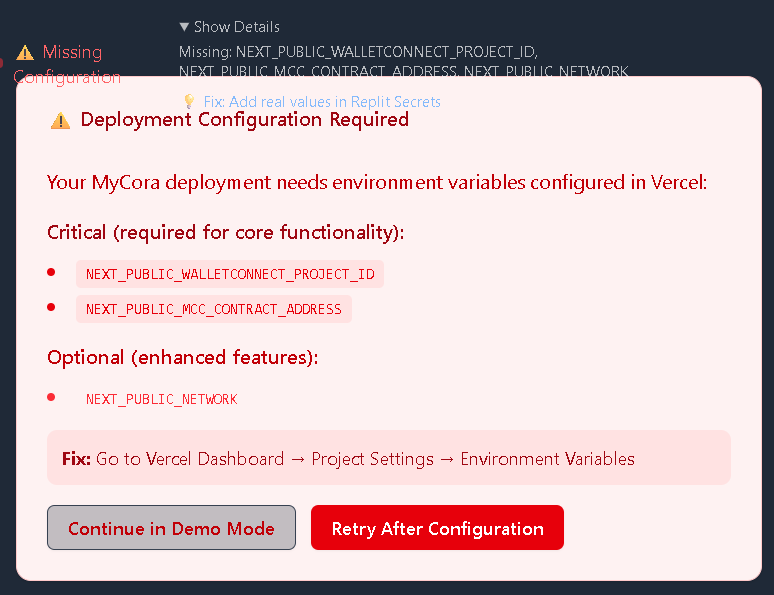 ▼ Show Details
⚠️ Missing Configuration
Missing: NEXT_PUBLIC_WALLETCONNECT_PROJECT_ID,
NEXT_PUBLIC_MCC_CONTRACT_ADDRESS, NEXT_PUBLIC_NETWORK
💡 Fix: Add real values in Replit Secrets
⚠️ Deployment Configuration Required
Your MyCora deployment needs environment variables configured in Vercel:
Critical (required for core functionality):
• NEXT_PUBLIC_WALLETCONNECT_PROJECT_ID
• NEXT_PUBLIC_MCC_CONTRACT_ADDRESS
Optional (enhanced features):
• NEXT_PUBLIC_NETWORK
Fix: Go to Vercel Dashboard → Project Settings → Environment Variables
Continue in Demo Mode
Retry After Configuration